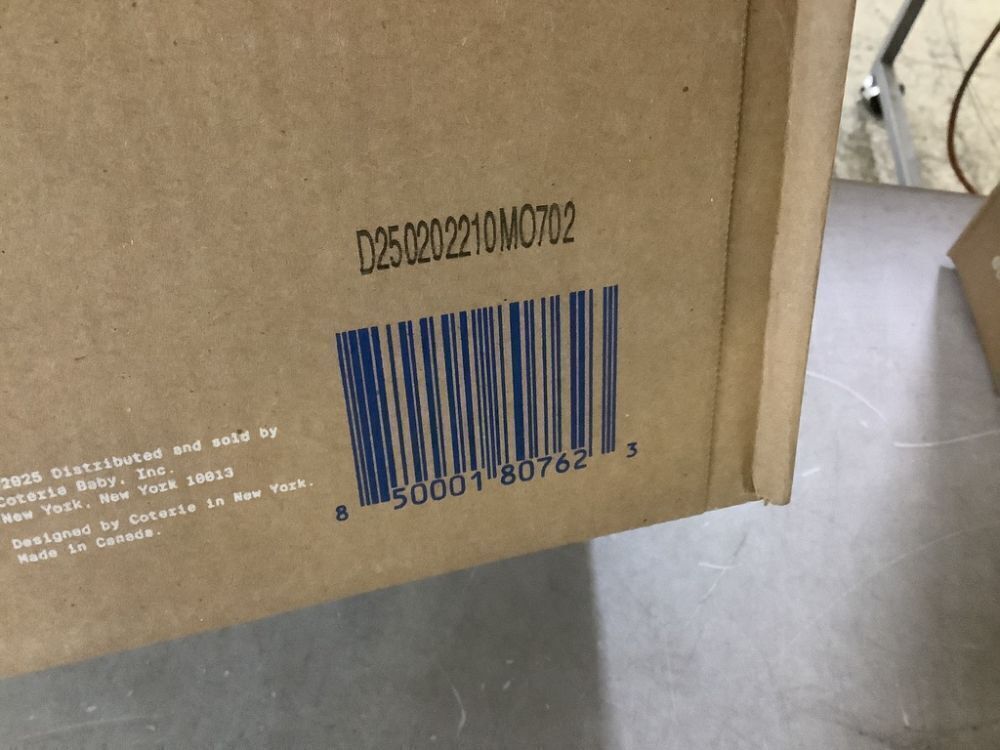 D250202210MO702
8 50001 80762 3
2025 Distributed and sold by
Coterie Baby, Inc.
New York, New York 10013
Designed by Coterie in New York.
Made in Canada.